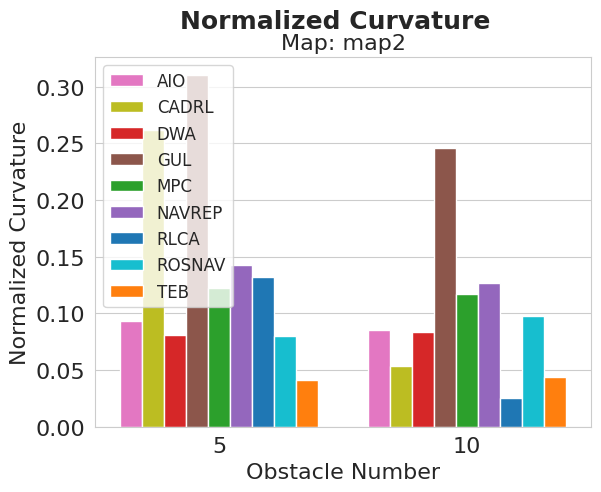 Normalized Curvature
Map: map2
Normalized Curvature
0.30
0.25
0.20
0.15
0.10
0.05
0.00
AIO
CADRL
DWA
GUL
MPC
NAVREP
RLCA
ROSNAV
TEB
5
10
Obstacle Number